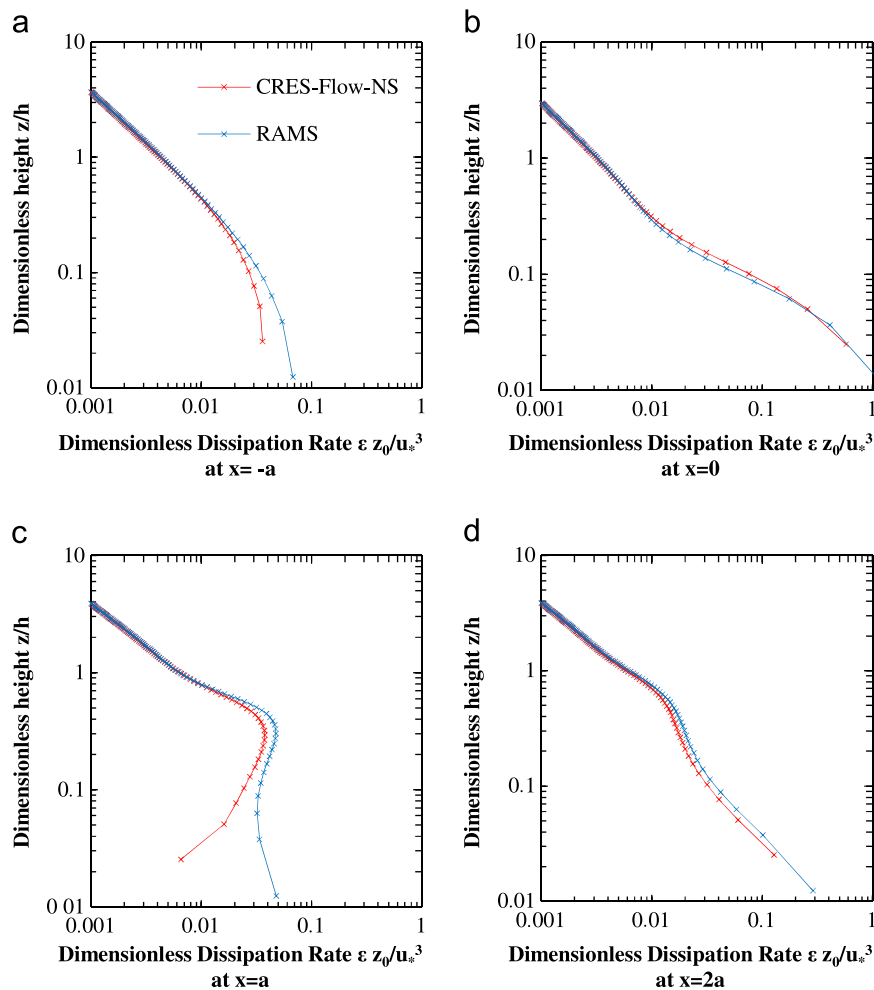 a
10
1
0.1
0.01
0.001
0.01
0.1
1
Dimensionless height z/h
CRES-Flow-NS
RAMS
Dimensionless Dissipation Rate ε z₀/u*³
at x= -a
b
10
1
0.1
0.01
0.001
0.01
0.1
1
Dimensionless height z/h
Dimensionless Dissipation Rate ε z₀/u*³
at x=0
c
10
1
0.1
0 01
0.001
0.01
0.1
1
Dimensionless height z/h
Dimensionless Dissipation Rate ε z₀/u*³
at x=a
d
10
1
0.1
0.01
0.001
0.01
0.1
1
Dimensionless height z/h
Dimensionless Dissipation Rate ε z₀/u*³
at x=2a